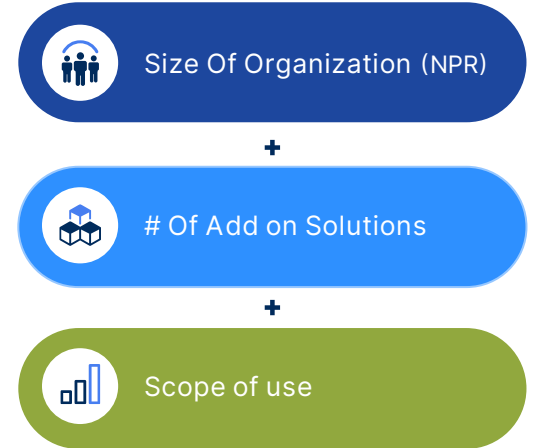 Size Of Organization (NPR)
+
# Of Add on Solutions
+
Scope of use